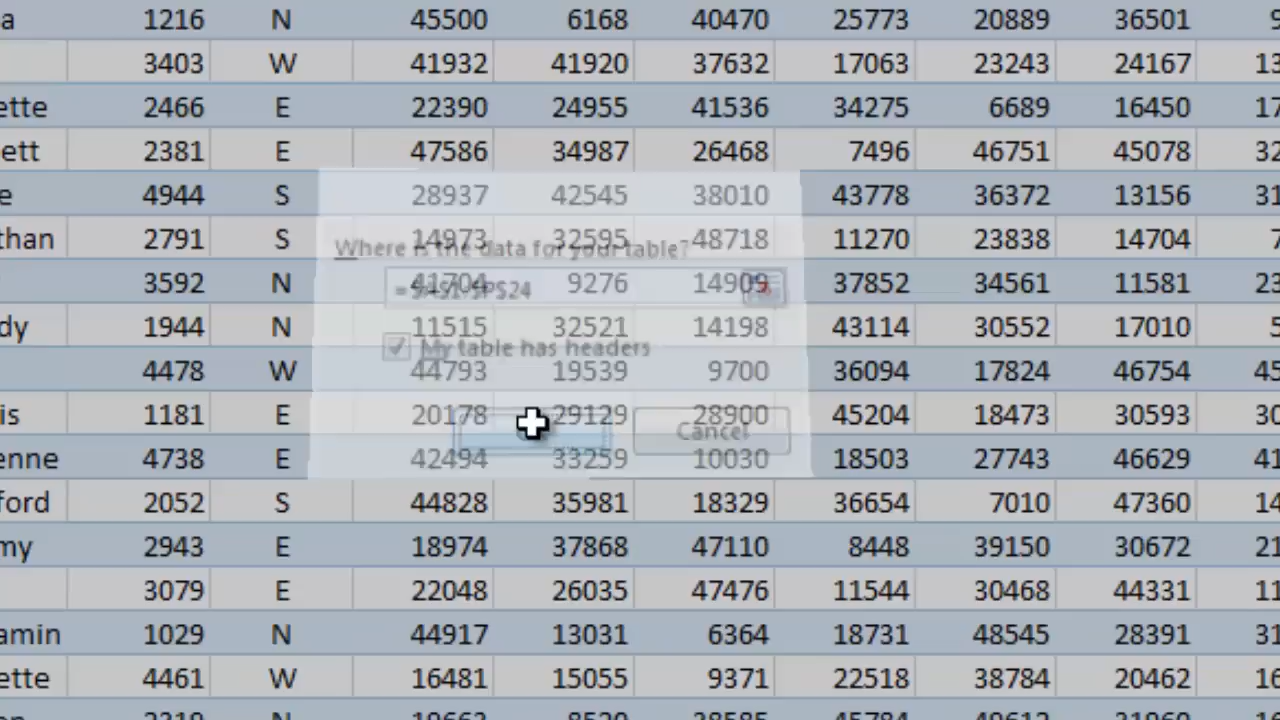 a 1216 N 45500 6168 40470 25773 20889 36501 9
3403 W 41932 41920 37632 17063 23243 24167 13
ette 2466 E 22390 24955 41536 34275 6689 16450 17
ett 2381 E 47586 34987 26468 7496 46751 45078 32
e 4944 S 28937 42545 38010 43778 36372 13156 31
than 2791 S 14973 32595 48718 11270 23838 14704 7
Where is the data for your table?
3592 N 41704 9276 14909 37852 34561 11581 23
dy 1944 N 11515 32521 14198 43114 30552 17010 5
My table has headers
4478 W 44793 19539 9700 36094 17824 46754 45
is 1181 E 20178 29129 28900 45204 18473 30593 30
Cancel
enne 4738 E 42494 33259 10030 18503 27743 46629 41
ford 2052 S 44828 35981 18329 36654 7010 47360 14
my 2943 E 18974 37868 47110 8448 39150 30672 21
3079 E 22048 26035 47476 11544 30468 44331 11
amin 1029 N 44917 13031 6364 18731 48545 28391 31
ette 4461 W 16481 15055 9371 22518 38784 20462 16